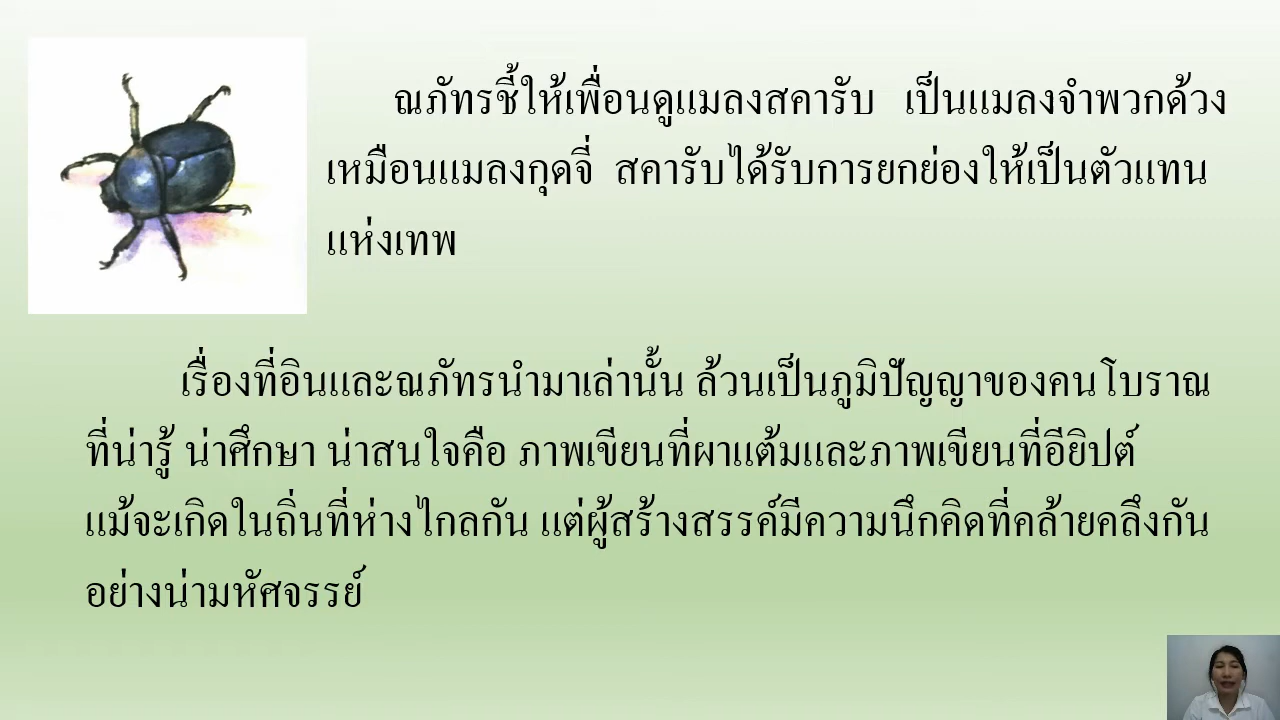 ณภัทรชี้ให้เพื่อนดูแมลงสคารับ เป็นแมลงจำพวกด้วง
เหมือนแมลงกุดจี่ สคารับได้รับการยกย่องให้เป็นตัวแทน
แห่งเทพ
เรื่องที่อินและณภัทรนำมาเล่านั้น ล้วนเป็นภูมิปัญญาของคนโบราณ
ที่น่ารู้ น่าศึกษา น่าสนใจคือ ภาพเขียนที่ผาแต้มและภาพเขียนที่อียิปต์
แม้จะเกิดในถิ่นที่ห่างไกลกัน แต่ผู้สร้างสรรค์มีความนึกคิดที่คล้ายคลึงกัน
อย่างน่ามหัศจรรย์